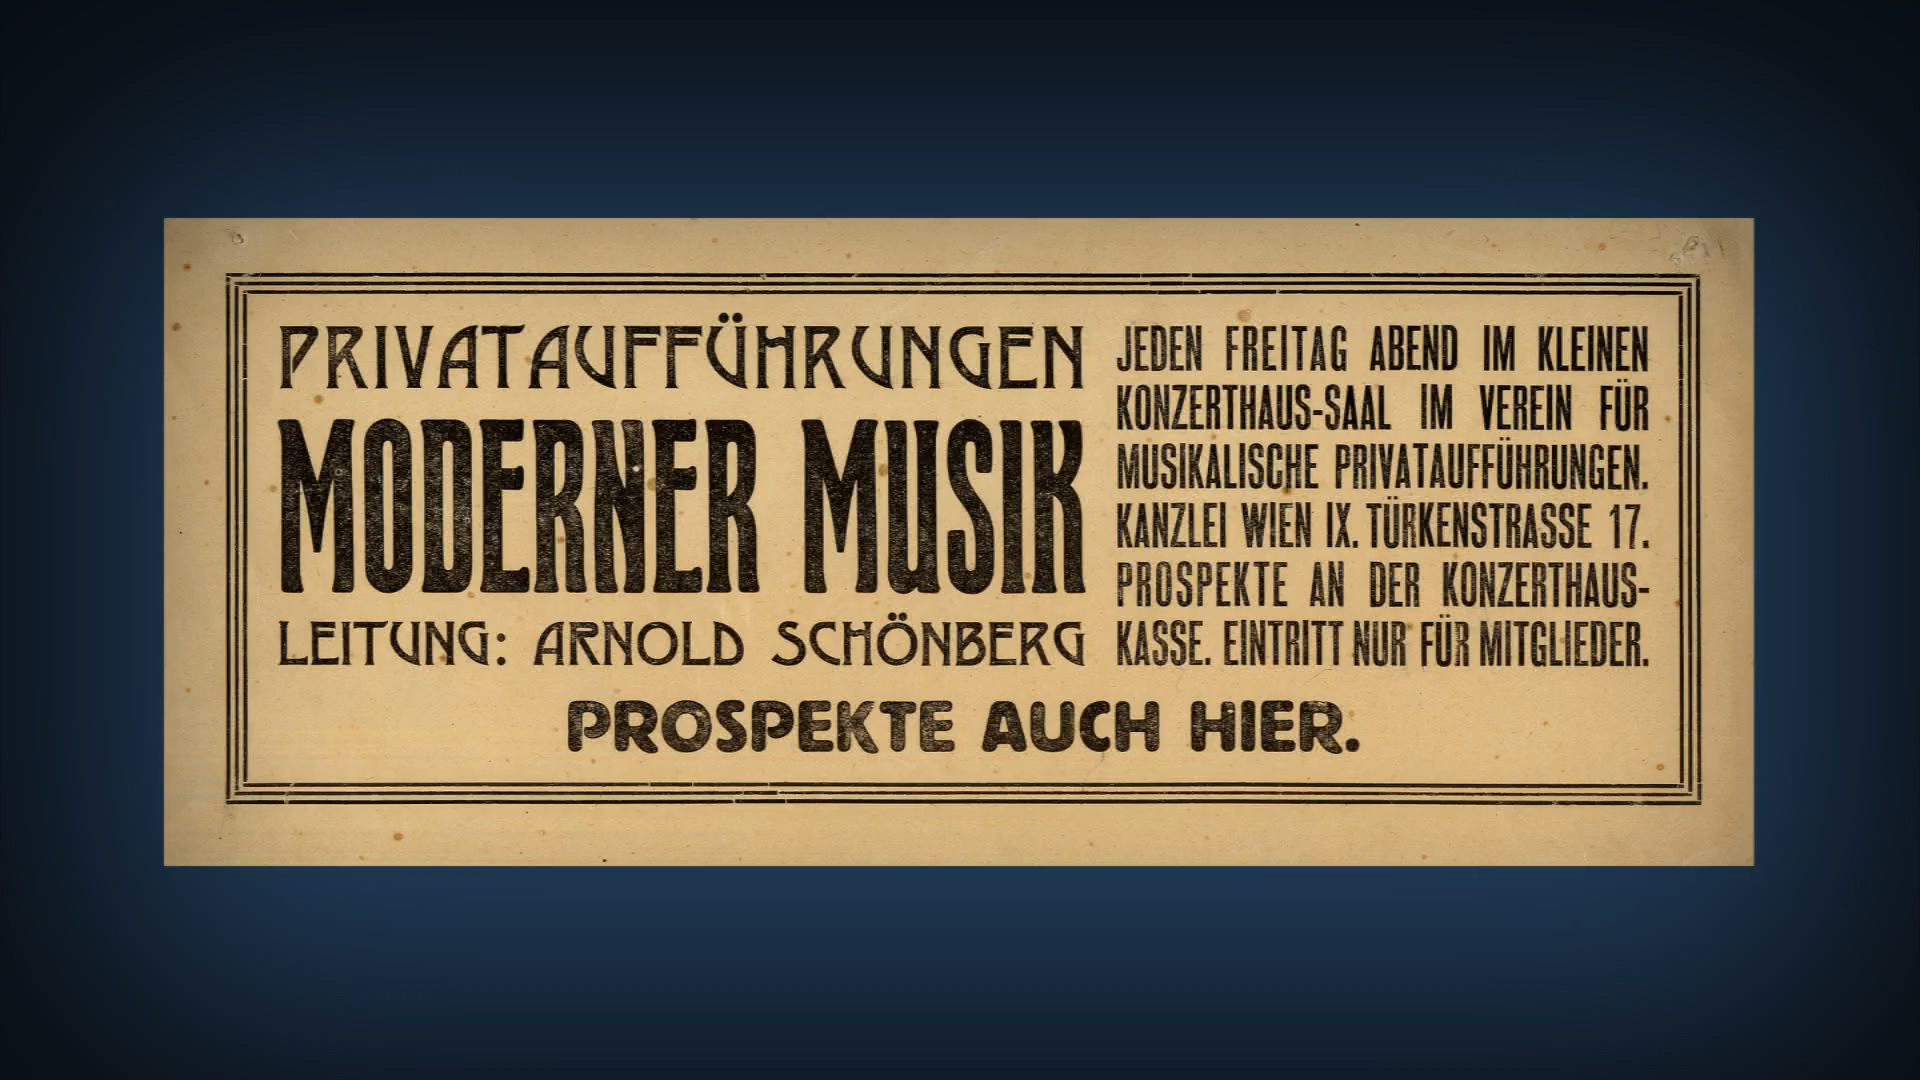 PRIVATAUFFÜHRUNGEN
MODERNER MUSIK
LEITUNG: ARNOLD SCHÖNBERG
JEDEN FREITAG ABEND IM KLEINEN
KONZERTHAUS-SAAL IM VEREIN FÜR
MUSIKALISCHE PRIVATAUFFÜHRUNGEN.
KANZLEI WIEN IX. TÜRKENSTRASSE 17.
PROSPEKTE AN DER KONZERTHAUS-
KASSE. EINTRITT NUR FÜR MITGLIEDER.
PROSPEKTE AUCH HIER.